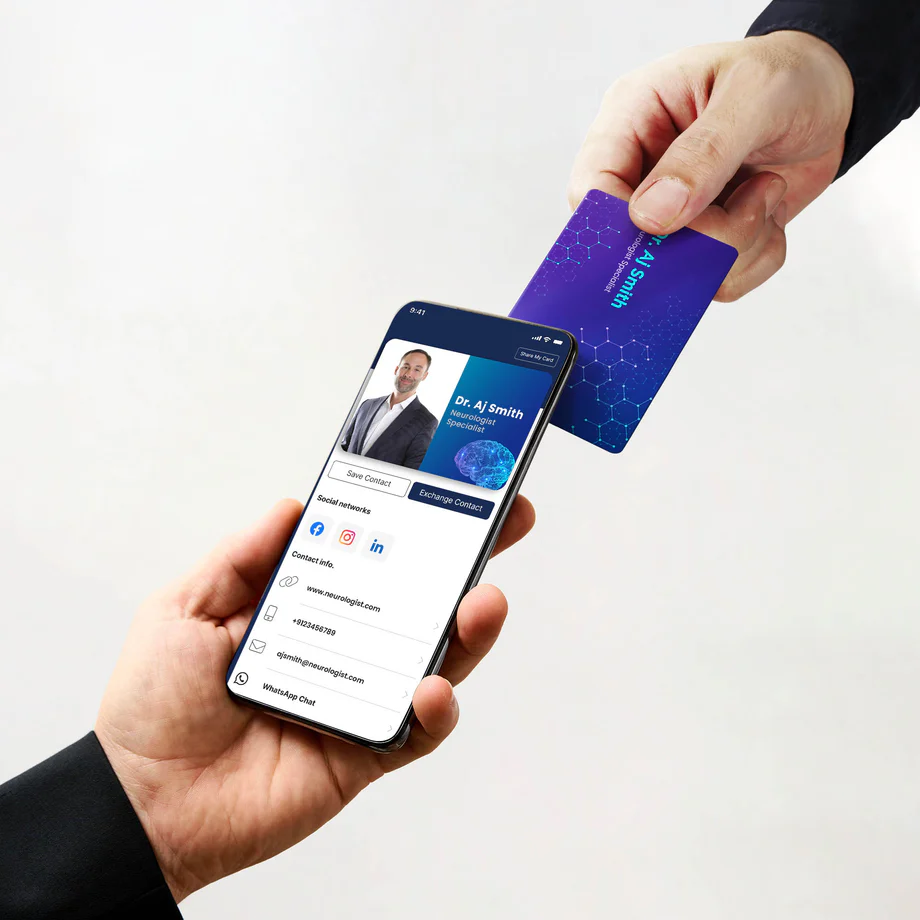 9:41
Share My Card
Dr. Aj Smith
Neurologist
Specialist
Save Contact
Exchange Contact
Social networks
Contact info.
www.neurologist.com
+9123456789
ajsmith@neurologist.com
WhatsApp Chat
Dr. Aj Smith
Specialist